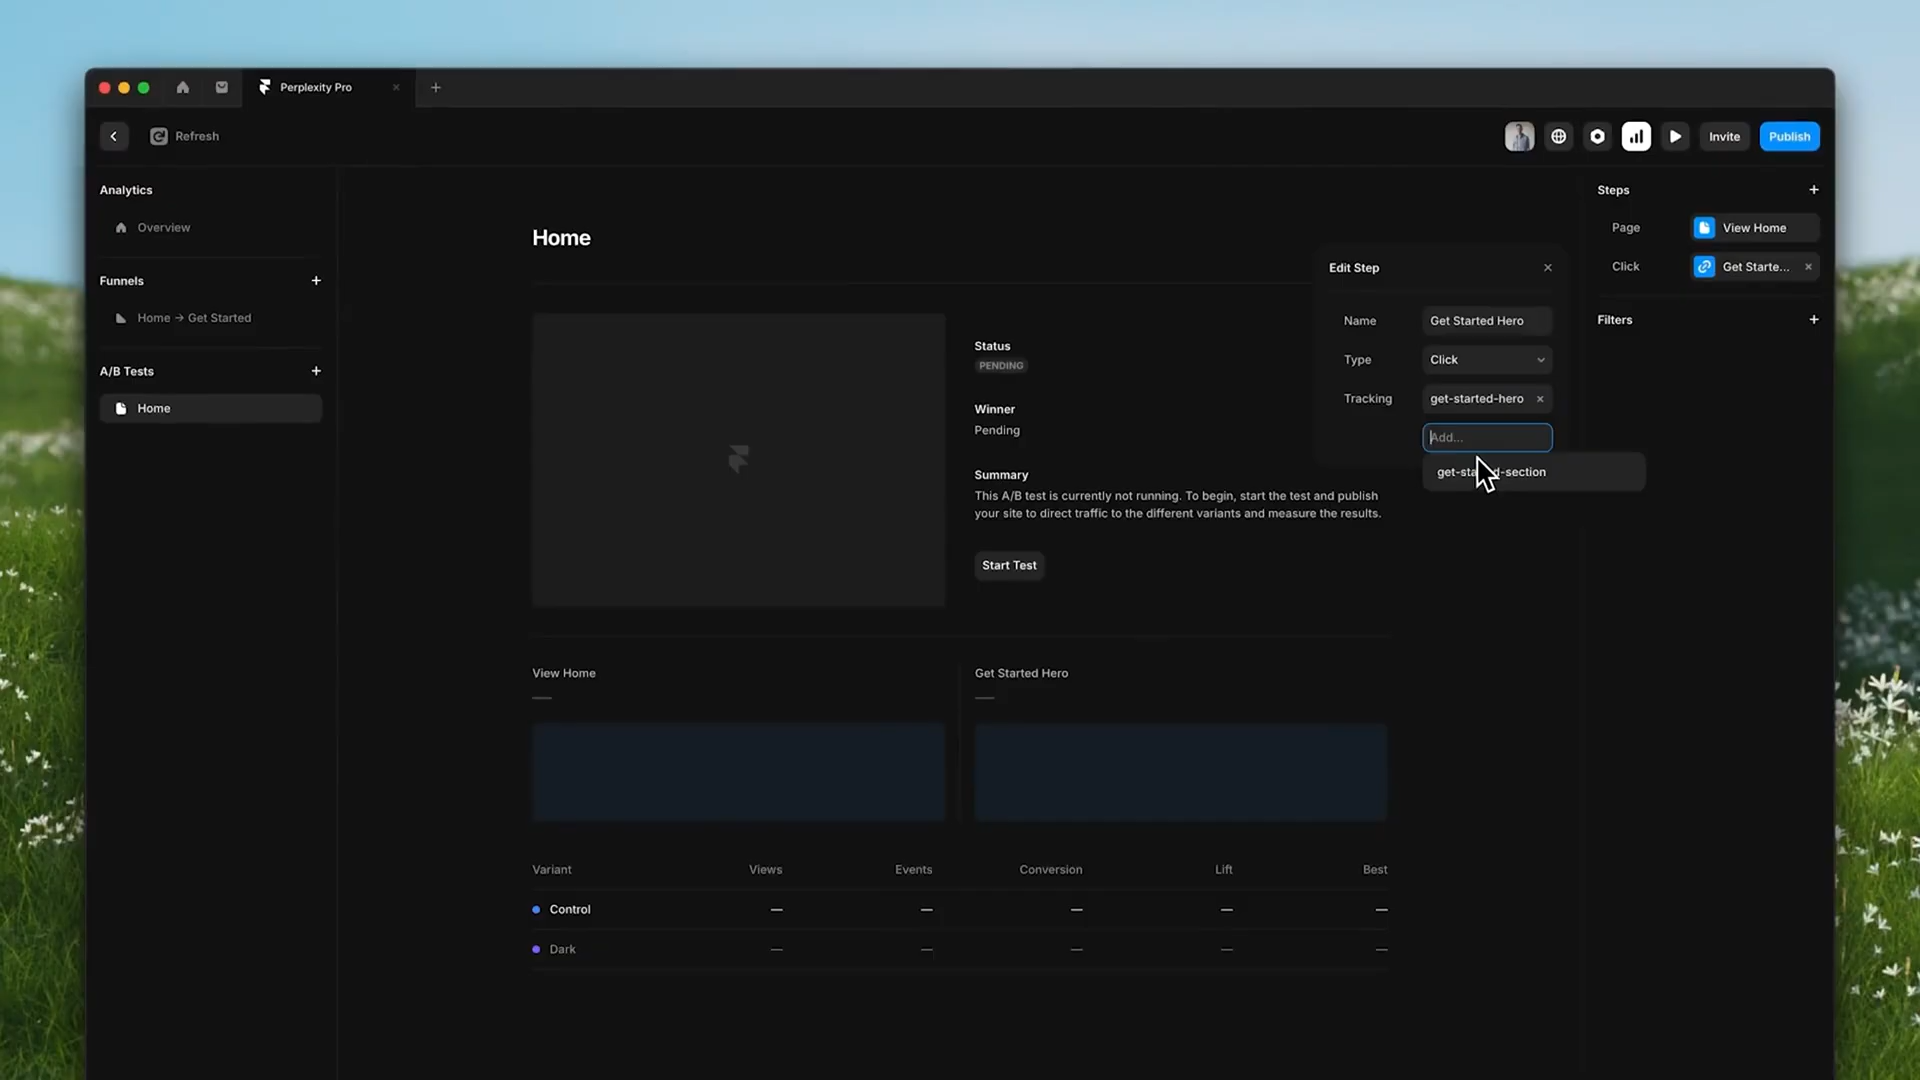 Perplexity Pro
Refresh
Invite
Publish
Analytics
Overview
Funnels
Home → Get Started
A/B Tests
Home
Home
Status
PENDING
Winner
Pending
Summary
This A/B test is currently not running. To begin, start the test and publish
your site to direct traffic to the different variants and measure the results.
Start Test
View Home
—
Get Started Hero
—
Variant Views Events Conversion Lift Best
Control — — — — —
Dark — — — — —
Edit Step
Name Get Started Hero
Type Click
Tracking get-started-hero
Add...
Steps
Page View Home
Click Get Starte...
Filters